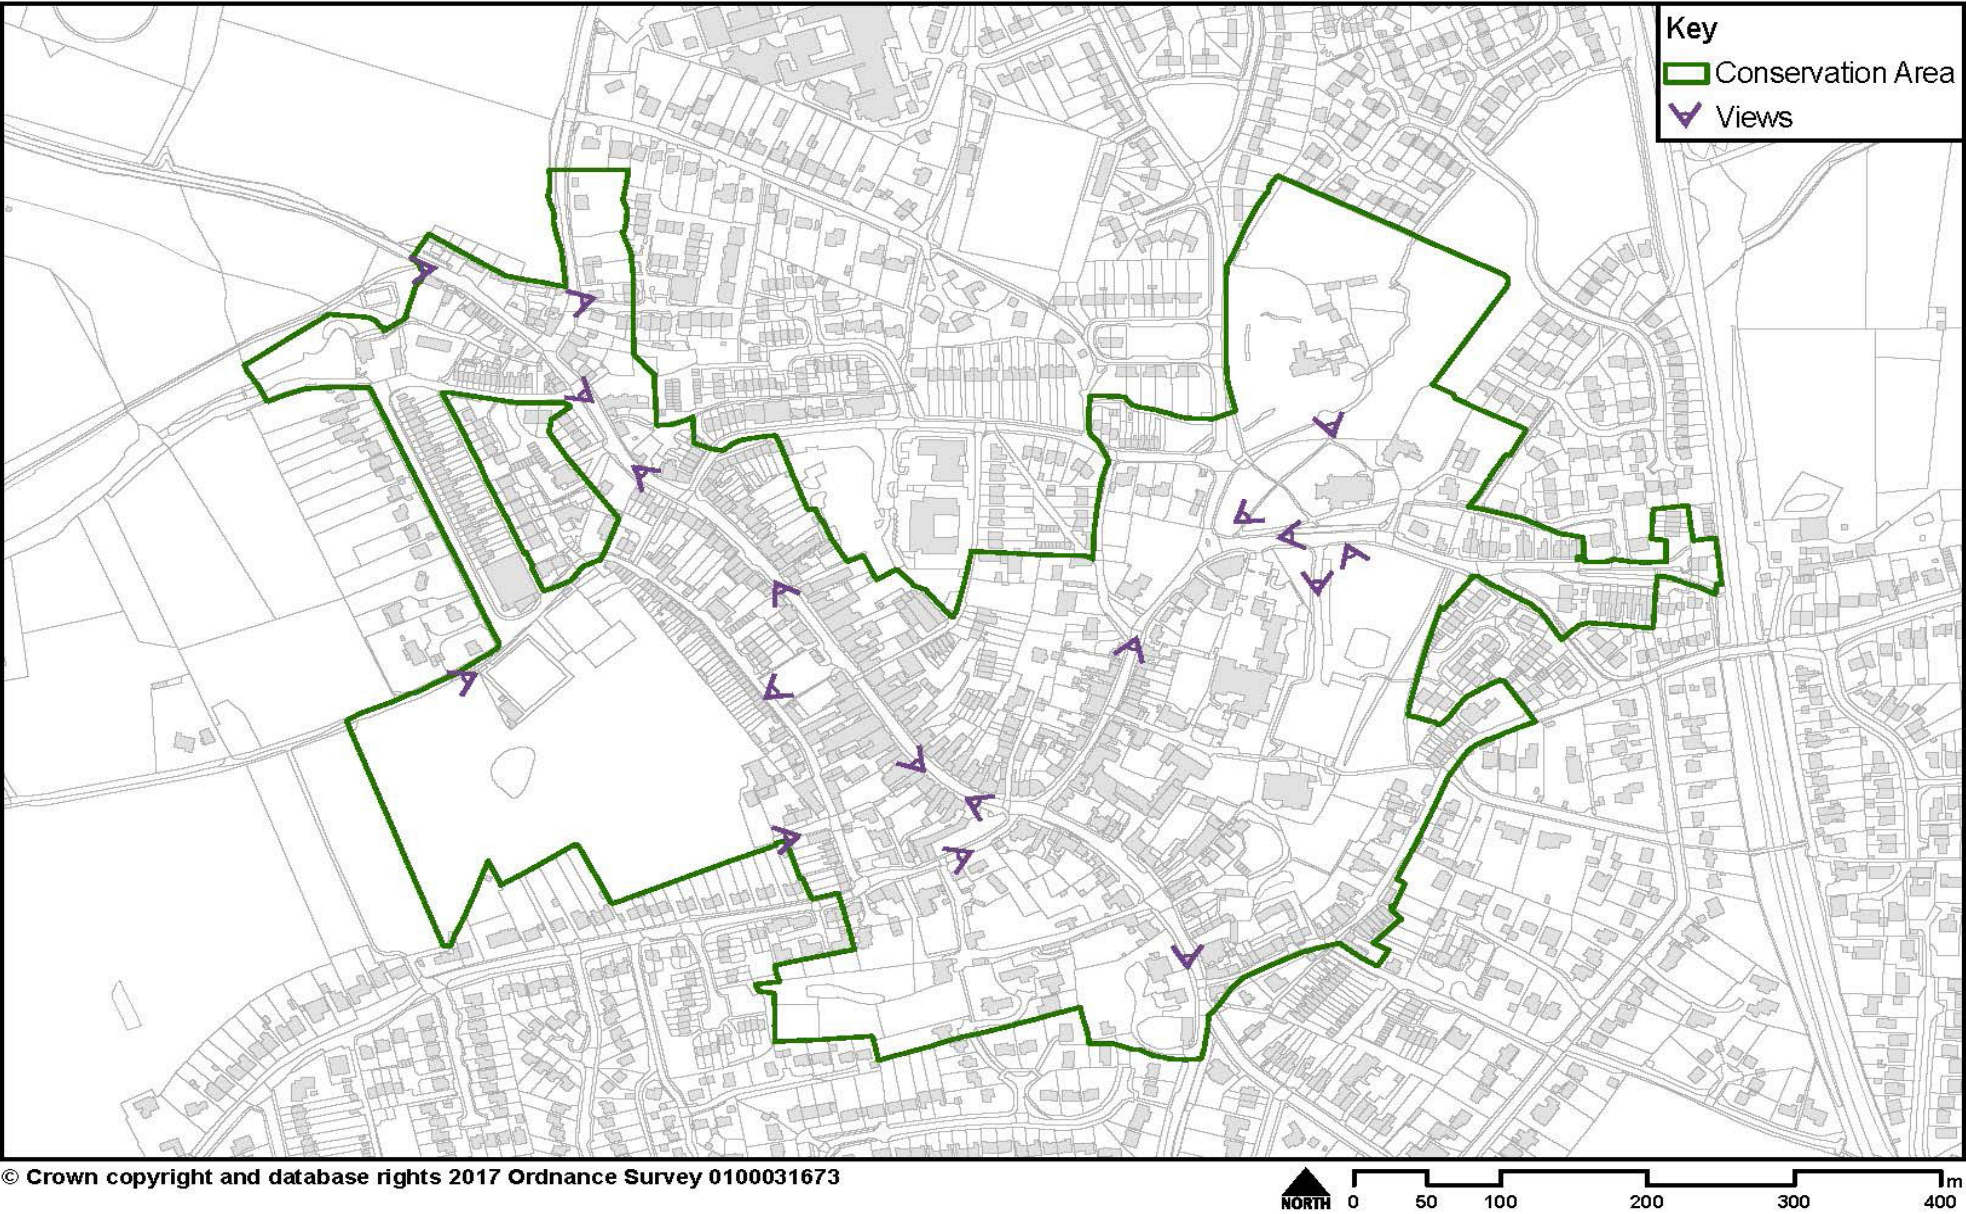 Key
Conservation Area
Views
© Crown copyright and database rights 2017 Ordnance Survey 0100031673
NORTH
0 50 100 200 300 400 m